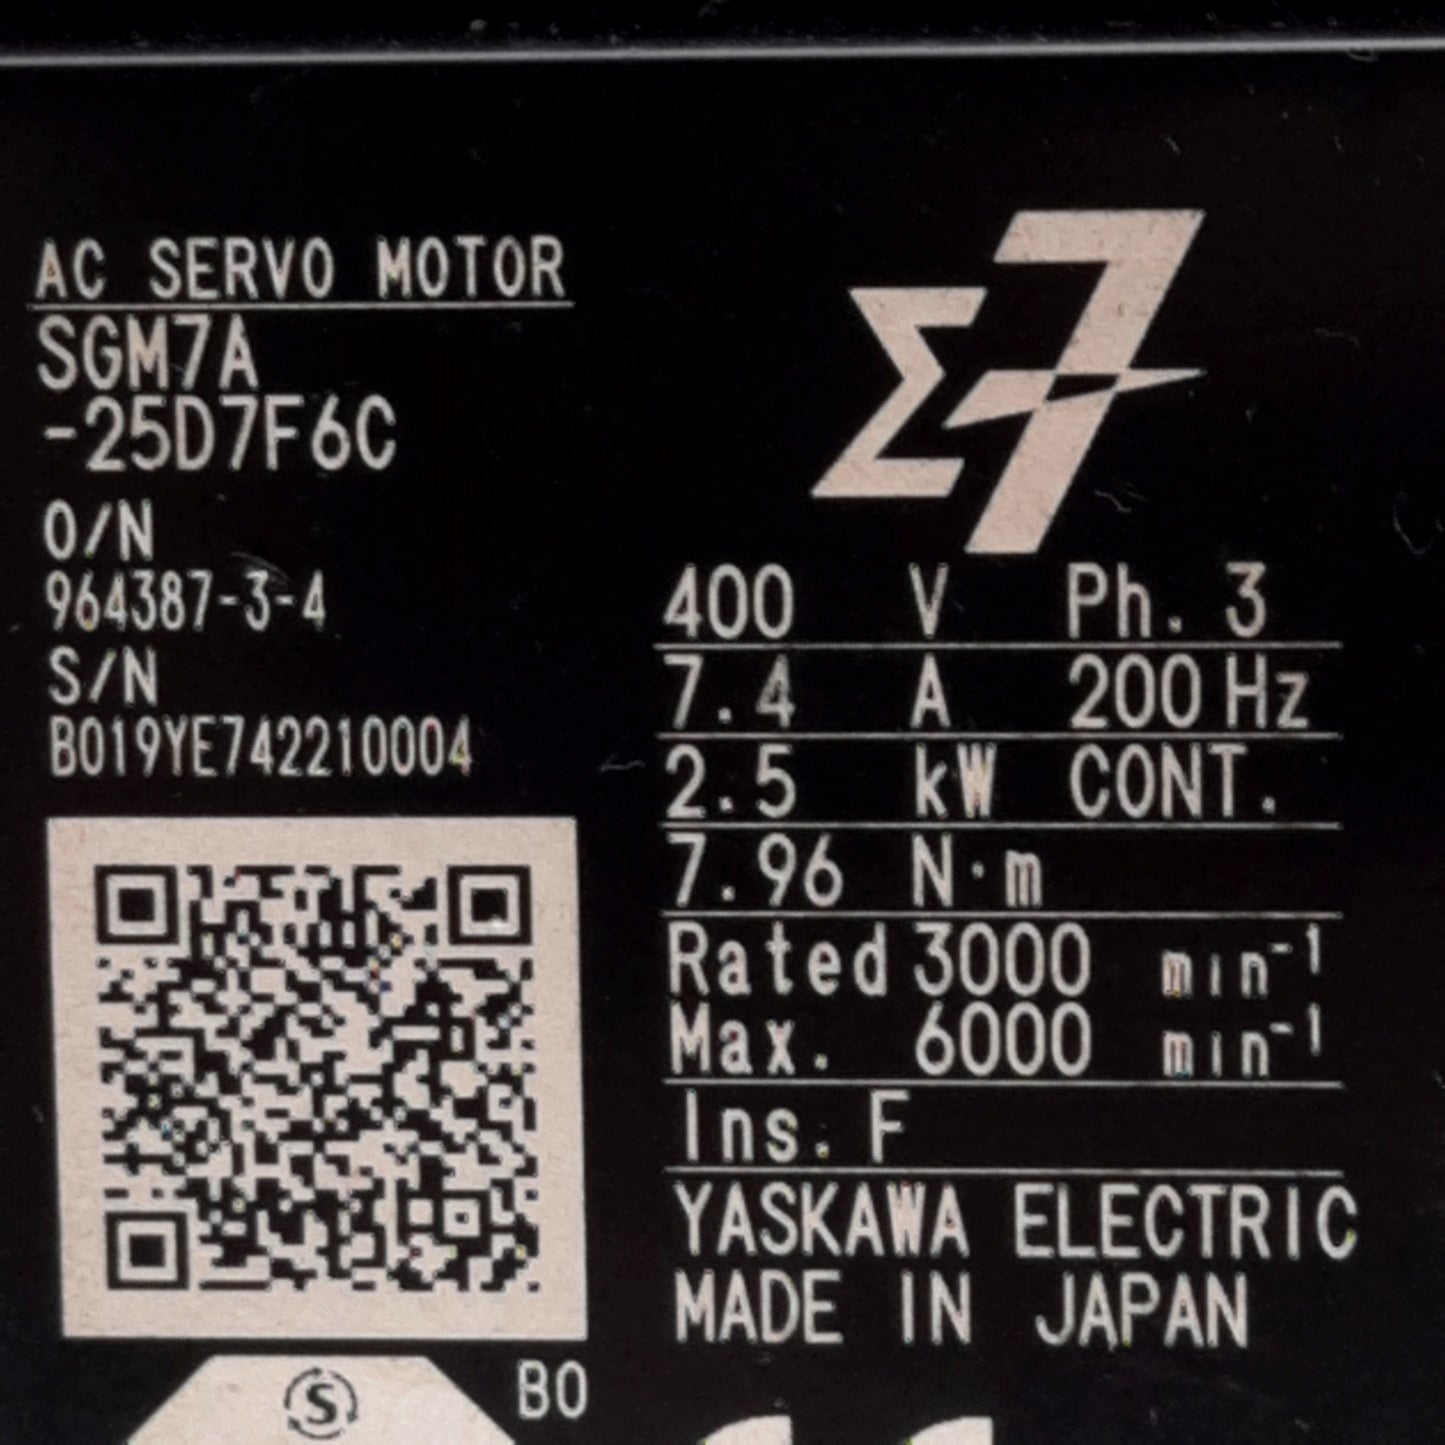 AC SERVO MOTOR
SGM7A
-25D7F6C
O/N
964387-3-4
S/N
B019YE742210004
Σ7
400 V Ph. 3
7.4 A 200 Hz
2.5 kW CONT.
7.96 N·m
Rated 3000 min⁻¹
Max. 6000 min⁻¹
Ins. F
YASKAWA ELECTRIC
MADE IN JAPAN
S
BO